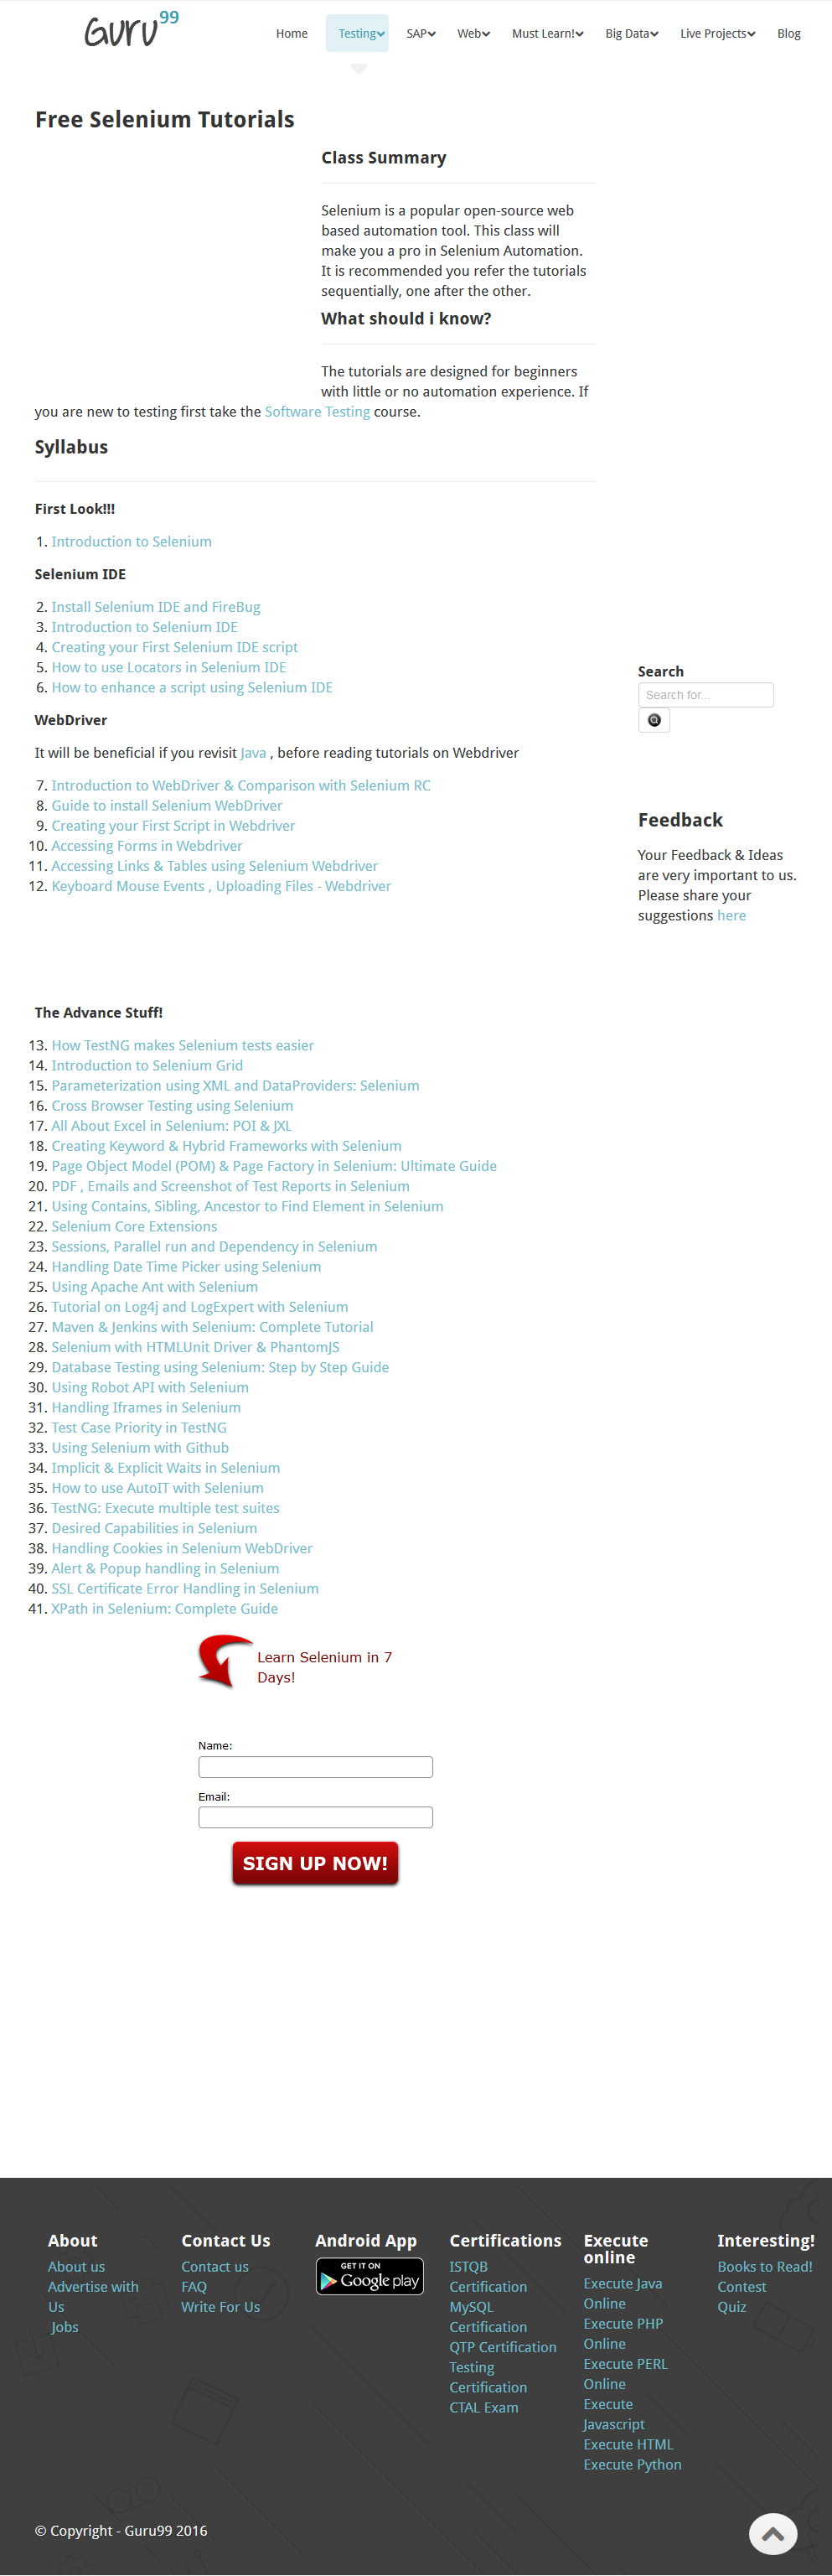 Guru99
Home Testing SAP Web Must Learn! Big Data Live Projects Blog
Free Selenium Tutorials
Class Summary
Selenium is a popular open-source web
based automation tool. This class will
make you a pro in Selenium Automation.
It is recommended you refer the tutorials
sequentially, one after the other.
What should i know?
The tutorials are designed for beginners
with little or no automation experience. If
you are new to testing first take the Software Testing course.
Syllabus
First Look!!!
1. Introduction to Selenium
Selenium IDE
2. Install Selenium IDE and FireBug
3. Introduction to Selenium IDE
4. Creating your First Selenium IDE script
5. How to use Locators in Selenium IDE
6. How to enhance a script using Selenium IDE
WebDriver
It will be beneficial if you revisit Java , before reading tutorials on Webdriver
7. Introduction to WebDriver & Comparison with Selenium RC
8. Guide to install Selenium WebDriver
9. Creating your First Script in Webdriver
10. Accessing Forms in Webdriver
11. Accessing Links & Tables using Selenium Webdriver
12. Keyboard Mouse Events , Uploading Files - Webdriver
The Advance Stuff!
13. How TestNG makes Selenium tests easier
14. Introduction to Selenium Grid
15. Parameterization using XML and DataProviders: Selenium
16. Cross Browser Testing using Selenium
17. All About Excel in Selenium: POI & JXL
18. Creating Keyword & Hybrid Frameworks with Selenium
19. Page Object Model (POM) & Page Factory in Selenium: Ultimate Guide
20. PDF , Emails and Screenshot of Test Reports in Selenium
21. Using Contains, Sibling, Ancestor to Find Element in Selenium
22. Selenium Core Extensions
23. Sessions, Parallel run and Dependency in Selenium
24. Handling Date Time Picker using Selenium
25. Using Apache Ant with Selenium
26. Tutorial on Log4j and LogExpert with Selenium
27. Maven & Jenkins with Selenium: Complete Tutorial
28. Selenium with HTMLUnit Driver & PhantomJS
29. Database Testing using Selenium: Step by Step Guide
30. Using Robot API with Selenium
31. Handling Iframes in Selenium
32. Test Case Priority in TestNG
33. Using Selenium with Github
34. Implicit & Explicit Waits in Selenium
35. How to use AutoIT with Selenium
36. TestNG: Execute multiple test suites
37. Desired Capabilities in Selenium
38. Handling Cookies in Selenium WebDriver
39. Alert & Popup handling in Selenium
40. SSL Certificate Error Handling in Selenium
41. XPath in Selenium: Complete Guide
Learn Selenium in 7
Days!
Name:
Email:
SIGN UP NOW!
Search
Search for...
Feedback
Your Feedback & Ideas
are very important to us.
Please share your
suggestions here
About
About us
Advertise with
Us
Jobs
Contact Us
Contact us
FAQ
Write For Us
Android App
GET IT ON
Google play
Certifications
ISTQB
Certification
MySQL
Certification
QTP Certification
Testing
Certification
CTAL Exam
Execute
online
Execute Java
Online
Execute PHP
Online
Execute PERL
Online
Execute
Javascript
Execute HTML
Execute Python
Interesting!
Books to Read!
Contest
Quiz
© Copyright - Guru99 2016